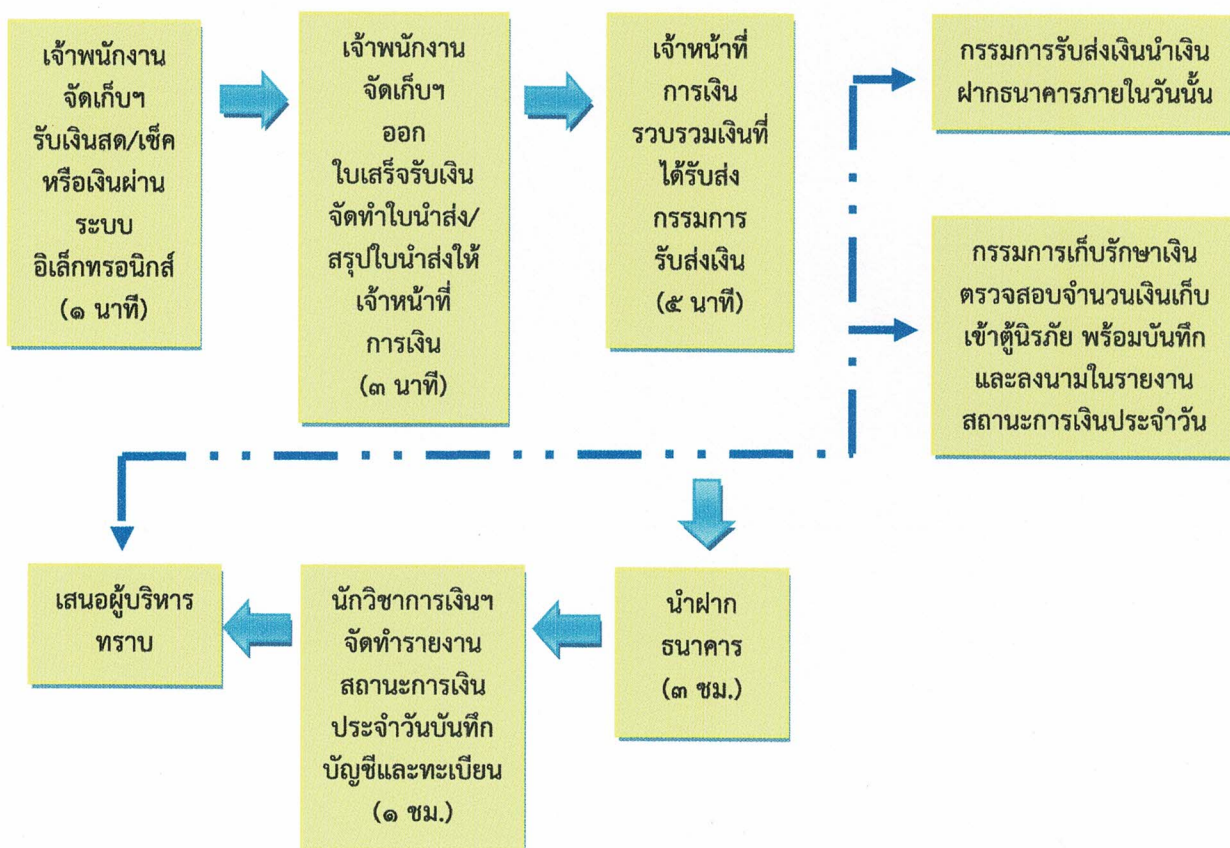 เจ้าพนักงาน
จัดเก็บฯ
รับเงินสด/เช็ค
หรือเงินผ่าน
ระบบ
อิเล็กทรอนิกส์
(๑ นาที)
เจ้าพนักงาน
จัดเก็บฯ
ออก
ใบเสร็จรับเงิน
จัดทำใบนำส่ง/
สรุปใบนำส่งให้
เจ้าหน้าที่
การเงิน
(๓ นาที)
เจ้าหน้าที่
การเงิน
รวบรวมเงินที่
ได้รับส่ง
กรรมการ
รับส่งเงิน
(๕ นาที)
กรรมการรับส่งเงินนำเงิน
ฝากธนาคารภายในวันนั้น
กรรมการเก็บรักษาเงิน
ตรวจสอบจำนวนเงินเก็บ
เข้าตู้นิรภัย พร้อมบันทึก
และลงนามในรายงาน
สถานะการเงินประจำวัน
นำฝาก
ธนาคาร
(๓ ชม.)
นักวิชาการเงินฯ
จัดทำรายงาน
สถานะการเงิน
ประจำวันบันทึก
บัญชีและทะเบียน
(๑ ชม.)
เสนอผู้บริหาร
ทราบ